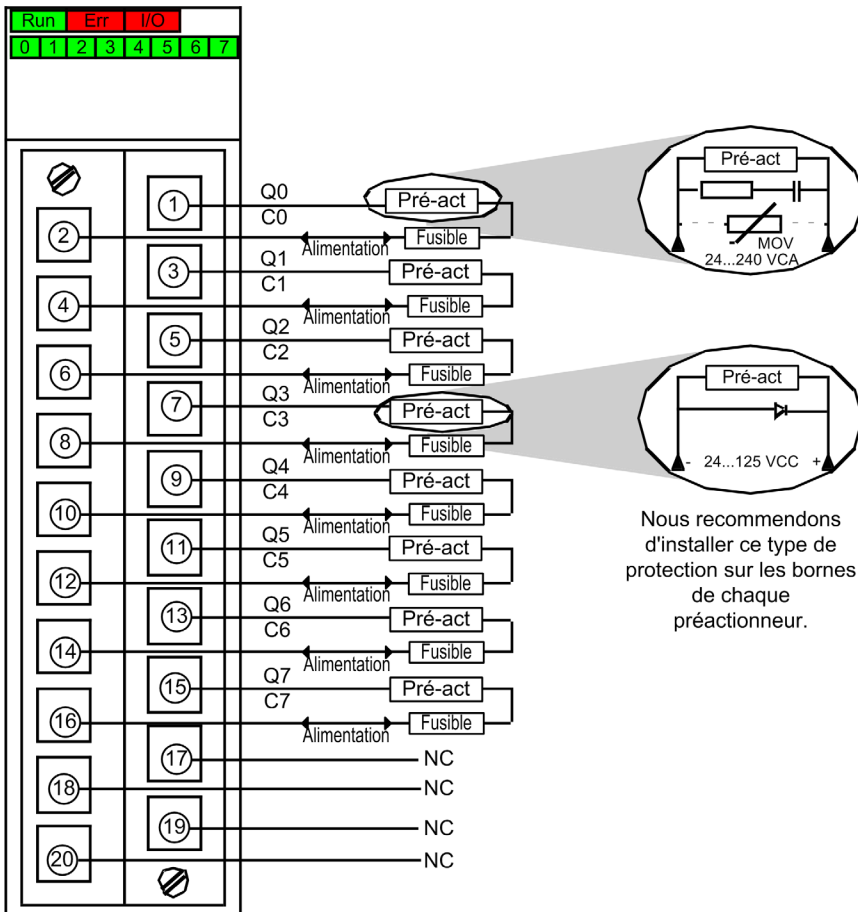 Run Err I/O
0 1 2 3 4 5 6 7
1 Q0 Pré-act
2 C0 Alimentation Fusible
3 Q1 Pré-act
4 C1 Alimentation Fusible
5 Q2 Pré-act
6 C2 Alimentation Fusible
7 Q3 Pré-act
8 C3 Alimentation Fusible
9 Q4 Pré-act
10 C4 Alimentation Fusible
11 Q5 Pré-act
12 C5 Alimentation Fusible
13 Q6 Pré-act
14 C6 Alimentation Fusible
15 Q7 Pré-act
16 C7 Alimentation Fusible
17 NC
18 NC
19 NC
20 NC
Pré-act
MOV
24...240 VCA
Pré-act
- 24...125 VCC +
Nous recommendons
d'installer ce type de
protection sur les bornes
de chaque
préactionneur.